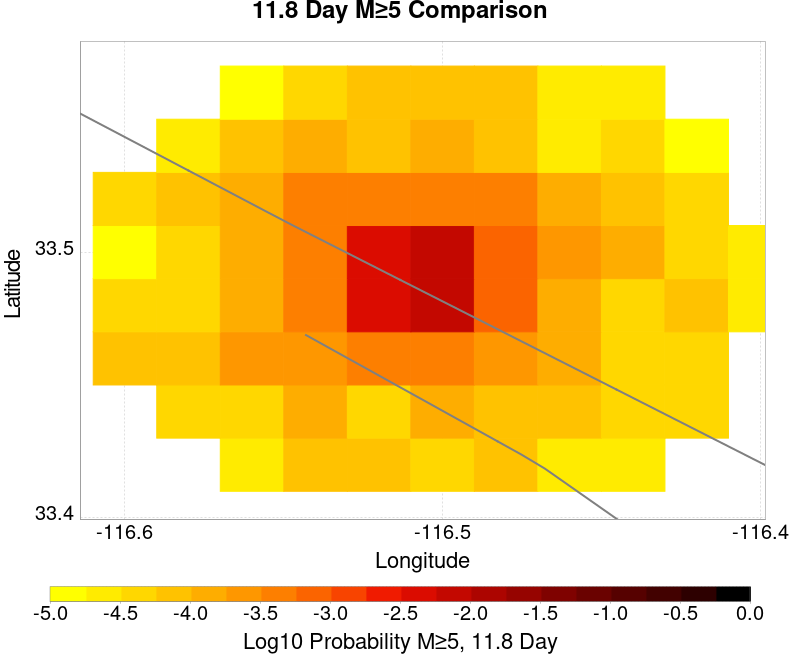 11.8 Day M≥5 Comparison
Latitude
33.5
33.4
-116.6 -116.5 -116.4
Longitude
-5.0 -4.5 -4.0 -3.5 -3.0 -2.5 -2.0 -1.5 -1.0 -0.5 0.0
Log10 Probability M≥5, 11.8 Day